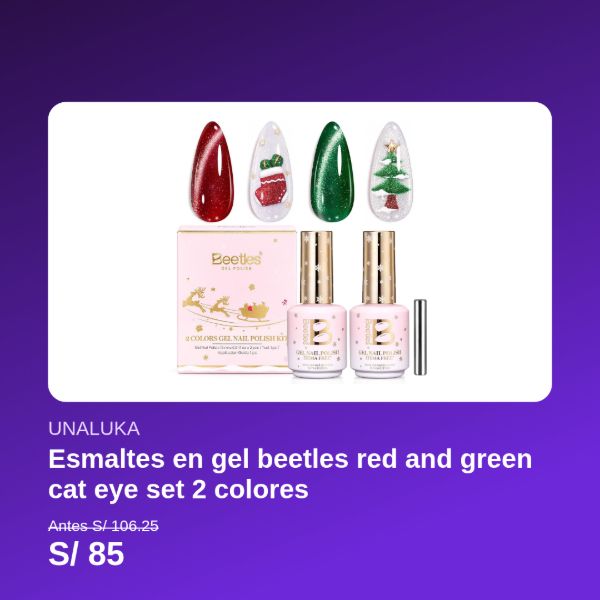 Beetles
GEL POLISH
2 COLORS GEL NAIL POLISH KIT
GEL NAIL POLISH
GEL NAIL POLISH
UNALUKA
Esmaltes en gel beetles red and green
cat eye set 2 colores
Antes S/ 106.25
S/ 85